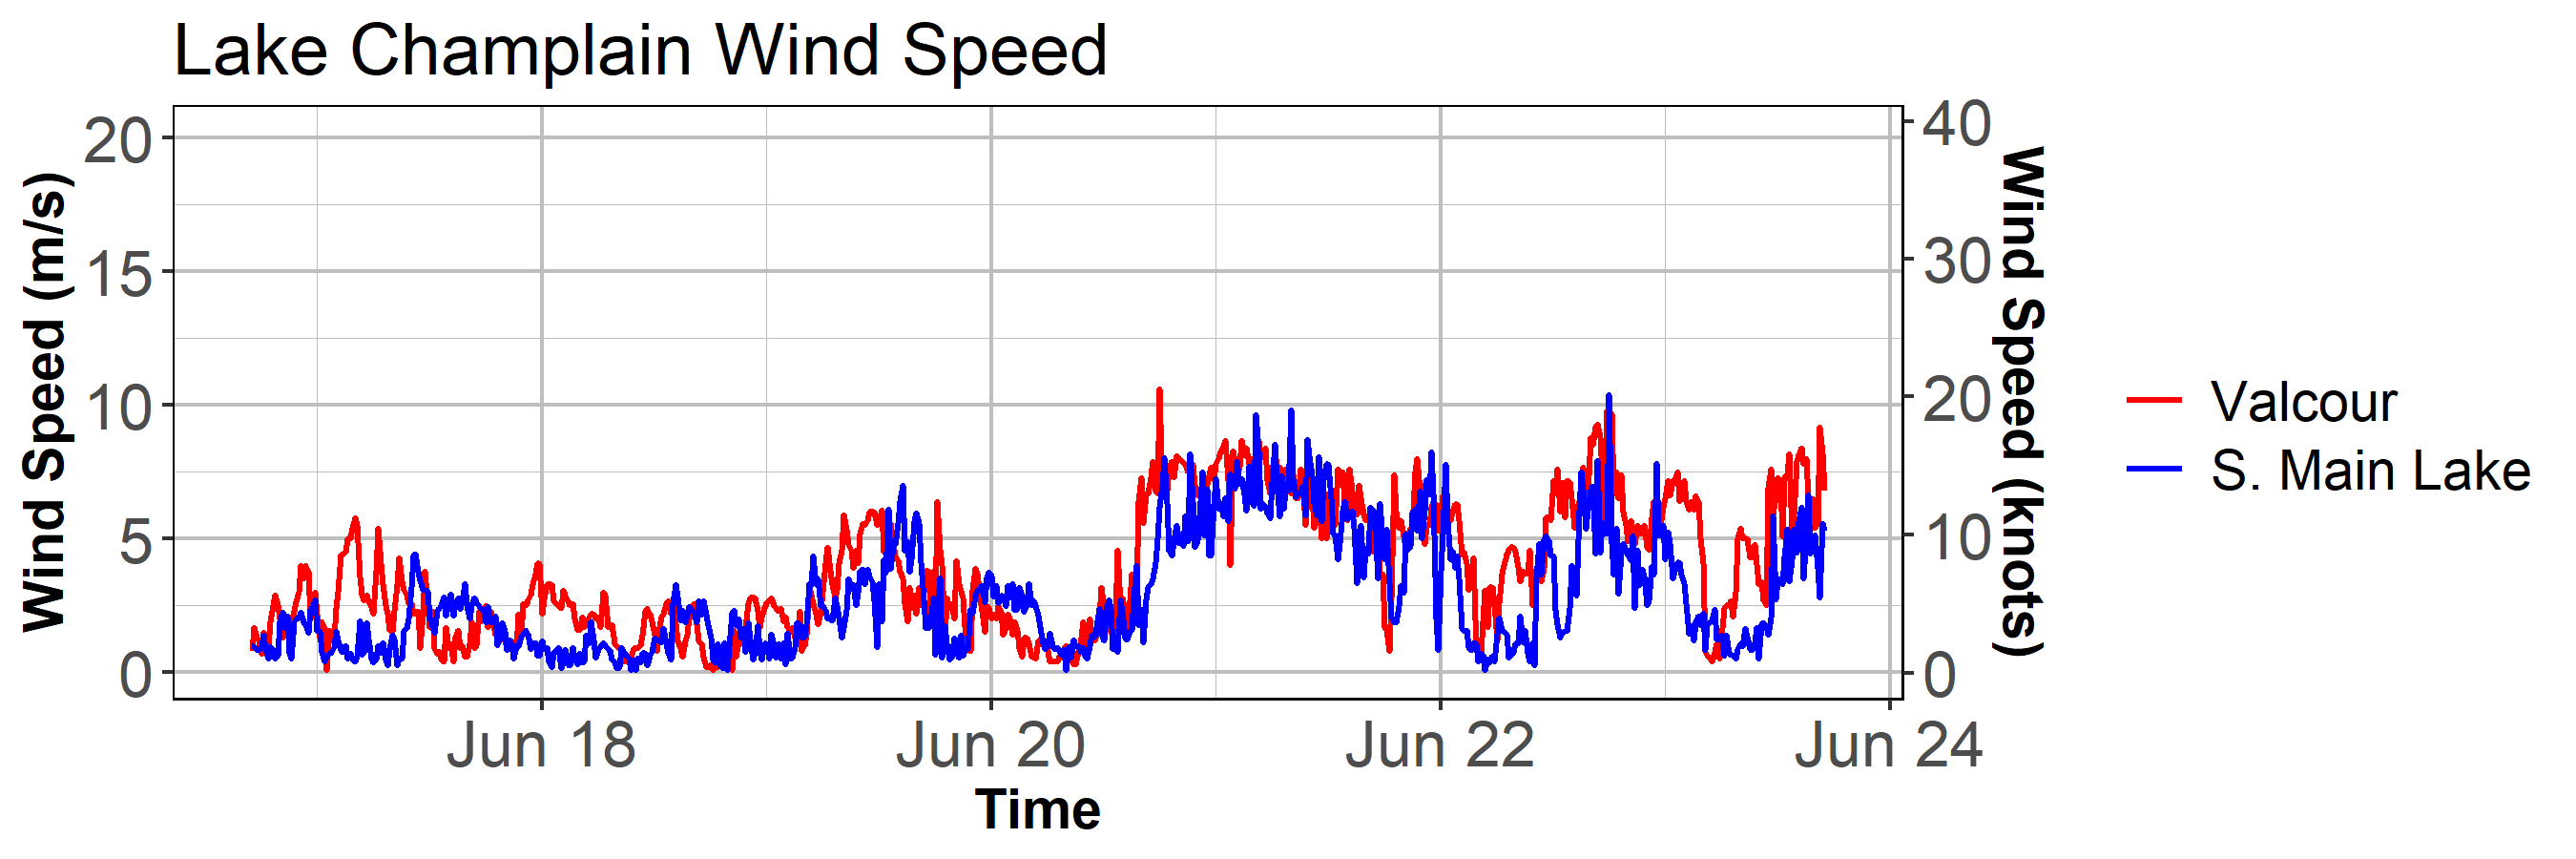 Lake Champlain Wind Speed
Wind Speed (m/s)
20
15
10
5
0
40
30
20
10
0
Wind Speed (knots)
Jun 18
Jun 20
Jun 22
Jun 24
Time
Valcour
S. Main Lake